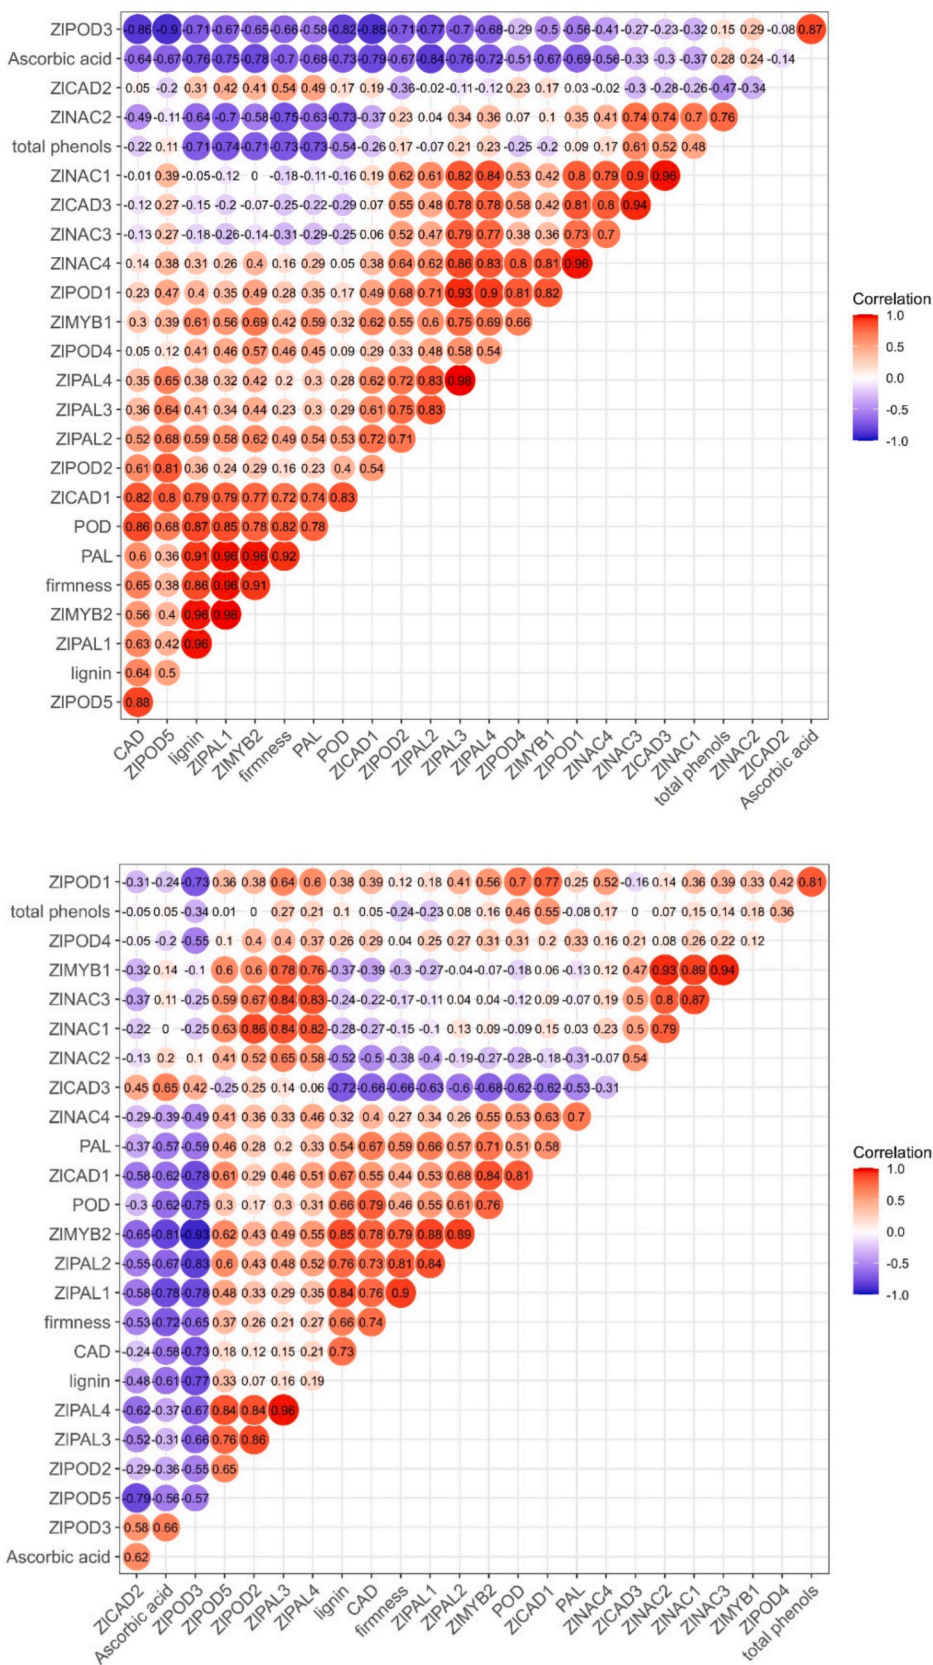 ZIPOD3 -0.86 -0.9 -0.71 -0.67 -0.65 -0.66 -0.58 -0.82 -0.88 -0.71 -0.77 -0.7 -0.68 -0.29 -0.5 -0.56 -0.41 -0.27 -0.23 -0.32 0.15 0.29 -0.08 0.87
Ascorbic acid -0.64 -0.67 -0.76 -0.75 -0.78 -0.7 -0.68 -0.73 -0.79 -0.67 -0.84 -0.76 -0.72 -0.51 -0.67 -0.69 -0.56 -0.33 -0.3 -0.37 0.28 0.24 -0.14
ZICAD2 0.05 -0.2 0.31 0.42 0.41 0.54 0.49 0.17 0.19 -0.36 -0.02 -0.11 -0.12 0.23 0.17 0.03 -0.02 -0.3 -0.28 -0.26 -0.47 -0.34
ZINAC2 -0.49 -0.11 -0.64 -0.7 -0.58 -0.75 -0.63 -0.73 -0.37 0.23 0.04 0.34 0.36 0.07 0.1 0.35 0.41 0.74 0.74 0.7 0.76
total phenols -0.22 0.11 -0.71 -0.74 -0.71 -0.73 -0.73 -0.54 -0.26 0.17 -0.07 0.21 0.23 -0.25 -0.2 0.09 0.17 0.61 0.52 0.48
ZINAC1 -0.01 0.39 -0.05 -0.12 0 -0.18 -0.11 -0.16 0.19 0.62 0.61 0.82 0.84 0.53 0.42 0.8 0.79 0.9 0.96
ZICAD3 -0.12 0.27 -0.15 -0.2 -0.07 -0.25 -0.22 -0.29 0.07 0.55 0.48 0.78 0.78 0.58 0.42 0.81 0.8 0.94
ZINAC3 -0.13 0.27 -0.18 -0.26 -0.14 -0.31 -0.29 -0.25 0.06 0.52 0.47 0.79 0.77 0.38 0.36 0.73 0.7
ZINAC4 0.14 0.38 0.31 0.26 0.4 0.16 0.29 0.05 0.38 0.64 0.62 0.86 0.83 0.8 0.81 0.96
ZIPOD1 0.23 0.47 0.4 0.35 0.49 0.28 0.35 0.17 0.49 0.68 0.71 0.93 0.9 0.81 0.82
ZIMYB1 0.3 0.39 0.61 0.56 0.69 0.42 0.59 0.32 0.62 0.55 0.6 0.75 0.69 0.66
ZIPOD4 0.05 0.12 0.41 0.46 0.57 0.46 0.45 0.09 0.29 0.33 0.48 0.58 0.54
ZIPAL4 0.35 0.65 0.38 0.32 0.42 0.2 0.3 0.28 0.62 0.72 0.83 0.98
ZIPAL3 0.36 0.64 0.41 0.34 0.44 0.23 0.3 0.29 0.61 0.75 0.83
ZIPAL2 0.52 0.68 0.59 0.58 0.62 0.49 0.54 0.53 0.72 0.71
ZIPOD2 0.61 0.81 0.36 0.24 0.29 0.16 0.23 0.4 0.54
ZICAD1 0.82 0.8 0.79 0.79 0.77 0.72 0.74 0.83
POD 0.86 0.68 0.87 0.85 0.78 0.82 0.78
PAL 0.6 0.36 0.91 0.96 0.96 0.92
firmness 0.65 0.38 0.86 0.96 0.91
ZIMYB2 0.56 0.4 0.96 0.98
ZIPAL1 0.63 0.42 0.96
lignin 0.64 0.5
ZIPOD5 0.88
CAD ZIPOD5 lignin ZIPAL1 ZIMYB2 firmness PAL POD ZICAD1 ZIPOD2 ZIPAL2 ZIPAL3 ZIPAL4 ZIPOD4 ZIMYB1 ZIPOD1 ZINAC4 ZINAC3 ZICAD3 ZINAC1 total phenols ZINAC2 ZICAD2 Ascorbic acid
Correlation
1.0
0.5
0.0
-0.5
-1.0
ZIPOD1 -0.31 -0.24 -0.73 0.36 0.38 0.64 0.6 0.38 0.39 0.12 0.18 0.41 0.56 0.7 0.77 0.25 0.52 -0.16 0.14 0.36 0.39 0.33 0.42 0.81
total phenols -0.05 0.05 -0.34 0.01 0 0.27 0.21 0.1 0.05 -0.24 -0.23 0.08 0.16 0.46 0.55 -0.08 0.17 0 0.07 0.15 0.14 0.18 0.36
ZIPOD4 -0.05 -0.2 -0.55 0.1 0.4 0.4 0.37 0.26 0.29 0.04 0.25 0.27 0.31 0.31 0.2 0.33 0.16 0.21 0.08 0.26 0.22 0.12
ZIMYB1 -0.32 0.14 -0.1 0.6 0.6 0.78 0.76 -0.37 -0.39 -0.3 -0.27 -0.04 -0.07 -0.18 0.06 -0.13 0.12 0.47 0.93 0.89 0.94
ZINAC3 -0.37 0.11 -0.25 0.59 0.67 0.84 0.83 -0.24 -0.22 -0.17 -0.11 0.04 0.04 -0.12 0.09 -0.07 0.19 0.5 0.8 0.87
ZINAC1 -0.22 0 -0.25 0.63 0.86 0.84 0.82 -0.28 -0.27 -0.15 -0.1 0.13 0.09 -0.09 0.15 0.03 0.23 0.5 0.79
ZINAC2 -0.13 0.2 0.1 0.41 0.52 0.65 0.58 -0.52 -0.5 -0.38 -0.4 -0.19 -0.27 -0.28 -0.18 -0.31 -0.07 0.54
ZICAD3 0.45 0.65 0.42 -0.25 0.25 0.14 0.06 -0.72 -0.66 -0.66 -0.63 -0.6 -0.68 -0.62 -0.62 -0.53 -0.31
ZINAC4 -0.29 -0.39 -0.49 0.41 0.36 0.33 0.46 0.32 0.4 0.27 0.34 0.26 0.55 0.53 0.63 0.7
PAL -0.37 -0.57 -0.59 0.46 0.28 0.2 0.33 0.54 0.67 0.59 0.66 0.57 0.71 0.51 0.58
ZICAD1 -0.58 -0.62 -0.78 0.61 0.29 0.46 0.51 0.67 0.55 0.44 0.53 0.68 0.84 0.81
POD -0.3 -0.62 -0.75 0.3 0.17 0.3 0.31 0.66 0.79 0.46 0.55 0.61 0.76
ZIMYB2 -0.65 -0.81 -0.93 0.62 0.43 0.49 0.55 0.85 0.78 0.79 0.88 0.89
ZIPAL2 -0.55 -0.67 -0.83 0.6 0.43 0.48 0.52 0.76 0.73 0.81 0.84
ZIPAL1 -0.58 -0.78 -0.78 0.48 0.33 0.29 0.35 0.84 0.76 0.9
firmness -0.53 -0.72 -0.65 0.37 0.26 0.21 0.27 0.66 0.74
CAD -0.24 -0.58 -0.73 0.18 0.12 0.15 0.21 0.73
lignin -0.48 -0.61 -0.77 0.33 0.07 0.16 0.19
ZIPAL4 -0.62 -0.37 -0.67 0.84 0.84 0.96
ZIPAL3 -0.52 -0.31 -0.66 0.76 0.86
ZIPOD2 -0.29 -0.36 -0.55 0.65
ZIPOD5 -0.79 -0.56 -0.57
ZIPOD3 0.58 0.66
Ascorbic acid 0.62
ZICAD2 Ascorbic acid ZIPOD3 ZIPOD5 ZIPOD2 ZIPAL3 ZIPAL4 lignin CAD firmness ZIPAL1 ZIPAL2 ZIMYB2 POD ZICAD1 PAL ZINAC4 ZICAD3 ZINAC2 ZINAC1 ZINAC3 ZIMYB1 ZIPOD4 total phenols
Correlation
1.0
0.5
0.0
-0.5
-1.0